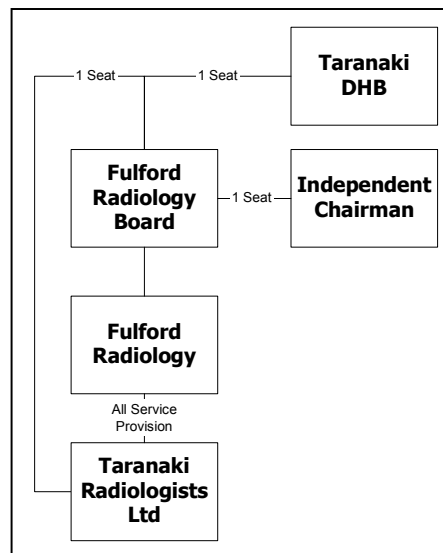 1 Seat
1 Seat
Taranaki
DHB
Fulford
Radiology
Board
1 Seat
Independent
Chairman
Fulford
Radiology
All Service
Provision
Taranaki
Radiologists
Ltd